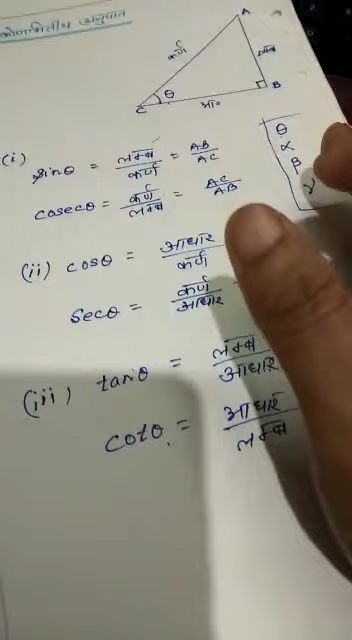 कोणमितीय अनुपात
A
कर्ण
लम्ब
θ
C
आ०
B
θ
α
β
γ
(i) sinθ = लम्ब/कर्ण = AB/AC
cosecθ = कर्ण/लम्ब = AC/AB
(ii) cosθ = आधार/कर्ण
secθ = कर्ण/आधार =
(iii) tanθ = लम्ब/आधार
cotθ = आधार/लम्ब